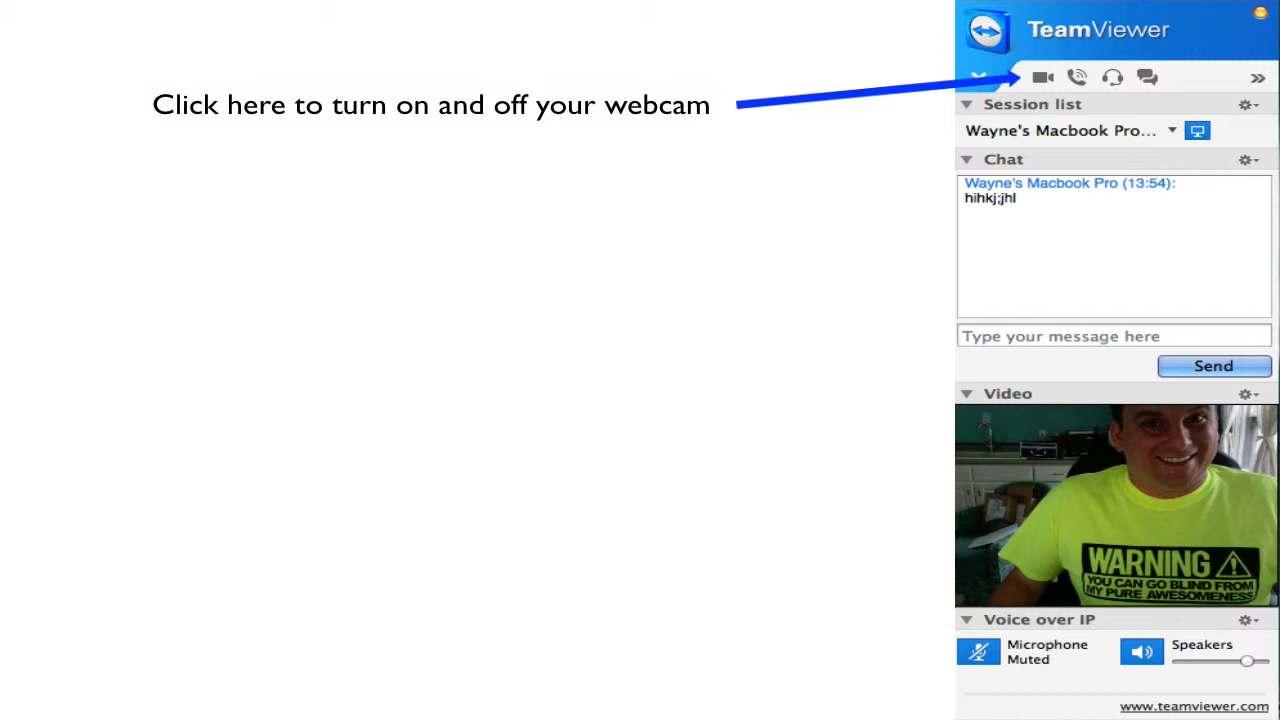 TeamViewer
Click here to turn on and off your webcam
Session list
Wayne's Macbook Pro...
Chat
Wayne's Macbook Pro (13:54):
hihkj;jhl
Type your message here
Send
Video
WARNING
YOU CAN GO BLIND FROM
MY PURE AWESOMENESS
Voice over IP
Microphone
Muted
Speakers
www.teamviewer.com